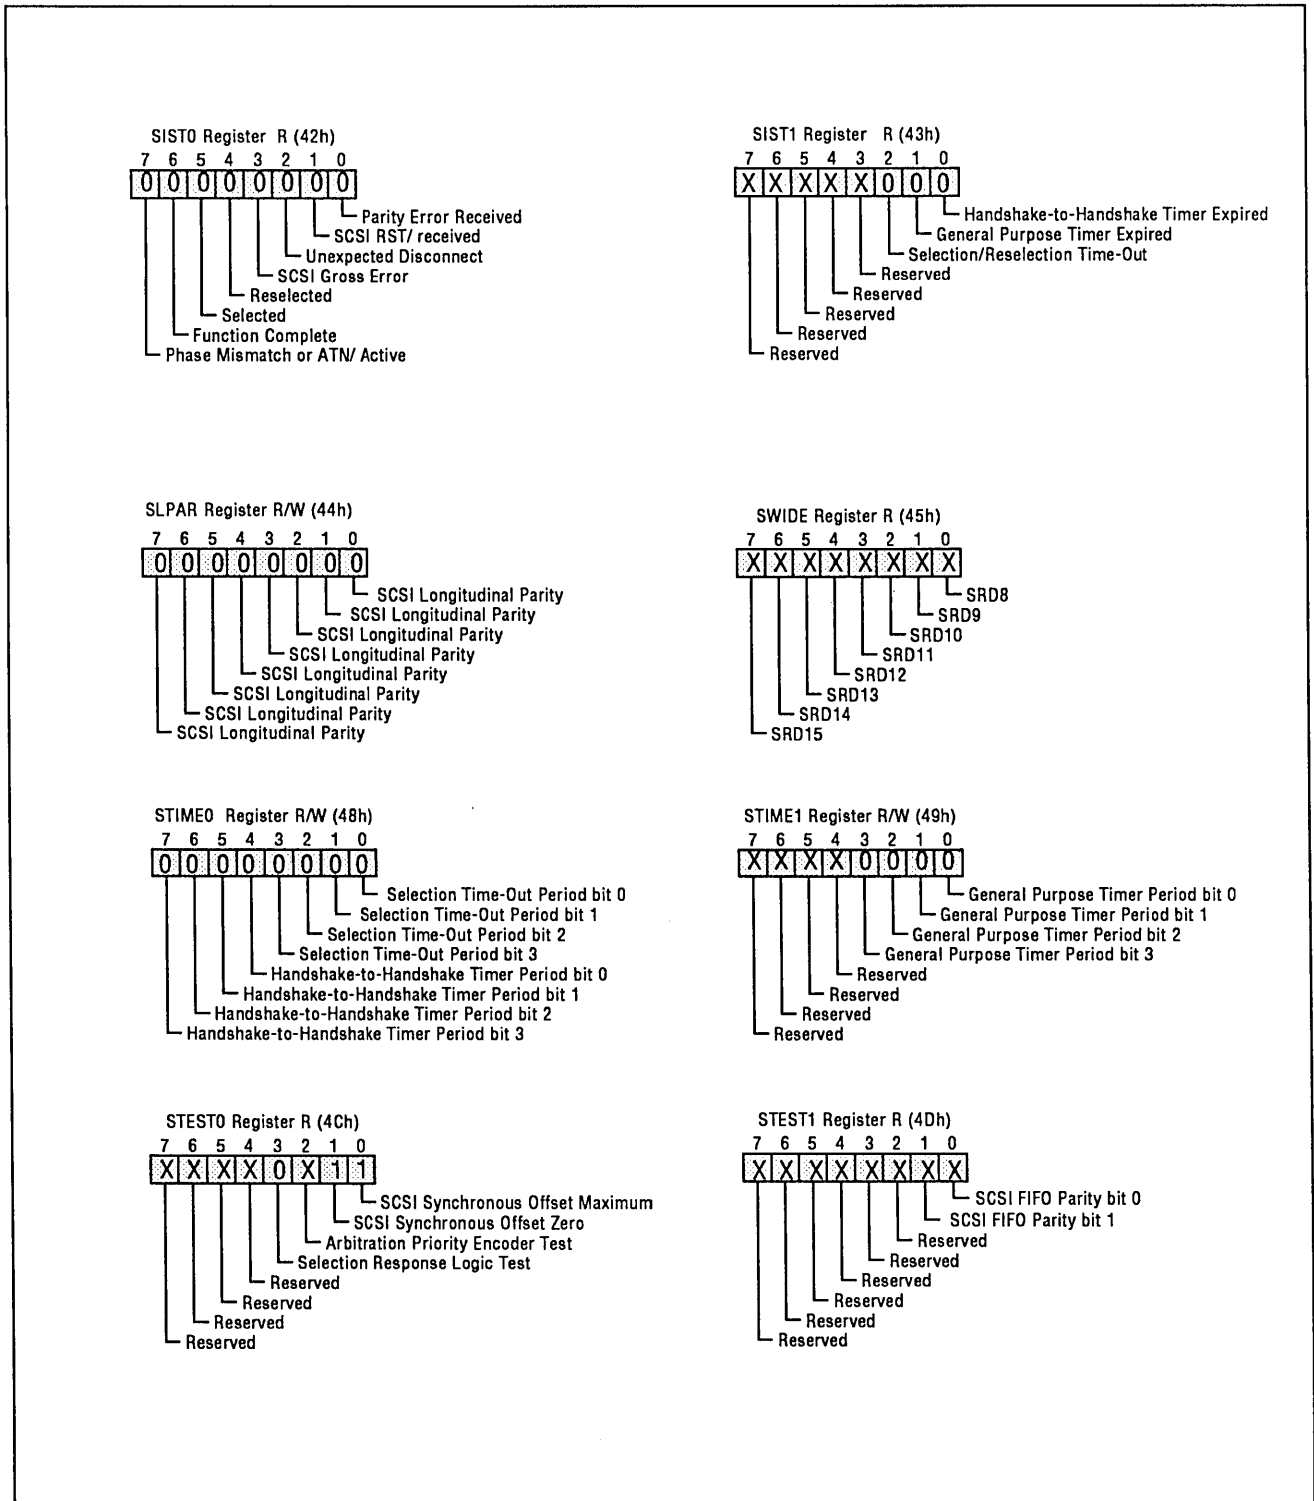 SIST0 Register R (42h)
7 6 5 4 3 2 1 0
0 0 0 0 0 0 0 0
Parity Error Received
SCSI RST/ received
Unexpected Disconnect
SCSI Gross Error
Reselected
Selected
Function Complete
Phase Mismatch or ATN/ Active
SIST1 Register R (43h)
7 6 5 4 3 2 1 0
X X X X X 0 0 0
Handshake-to-Handshake Timer Expired
General Purpose Timer Expired
Selection/Reselection Time-Out
Reserved
Reserved
Reserved
Reserved
Reserved
SLPAR Register R/W (44h)
7 6 5 4 3 2 1 0
0 0 0 0 0 0 0 0
SCSI Longitudinal Parity
SCSI Longitudinal Parity
SCSI Longitudinal Parity
SCSI Longitudinal Parity
SCSI Longitudinal Parity
SCSI Longitudinal Parity
SCSI Longitudinal Parity
SCSI Longitudinal Parity
SWIDE Register R (45h)
7 6 5 4 3 2 1 0
X X X X X X X X
SRD8
SRD9
SRD10
SRD11
SRD12
SRD13
SRD14
SRD15
STIME0 Register R/W (48h)
7 6 5 4 3 2 1 0
0 0 0 0 0 0 0 0
Selection Time-Out Period bit 0
Selection Time-Out Period bit 1
Selection Time-Out Period bit 2
Selection Time-Out Period bit 3
Handshake-to-Handshake Timer Period bit 0
Handshake-to-Handshake Timer Period bit 1
Handshake-to-Handshake Timer Period bit 2
Handshake-to-Handshake Timer Period bit 3
STIME1 Register R/W (49h)
7 6 5 4 3 2 1 0
X X X X 0 0 0 0
General Purpose Timer Period bit 0
General Purpose Timer Period bit 1
General Purpose Timer Period bit 2
General Purpose Timer Period bit 3
Reserved
Reserved
Reserved
Reserved
STEST0 Register R (4Ch)
7 6 5 4 3 2 1 0
X X X X 0 X 1 1
SCSI Synchronous Offset Maximum
SCSI Synchronous Offset Zero
Arbitration Priority Encoder Test
Selection Response Logic Test
Reserved
Reserved
Reserved
Reserved
STEST1 Register R (4Dh)
7 6 5 4 3 2 1 0
X X X X X X X X
SCSI FIFO Parity bit 0
SCSI FIFO Parity bit 1
Reserved
Reserved
Reserved
Reserved
Reserved
Reserved